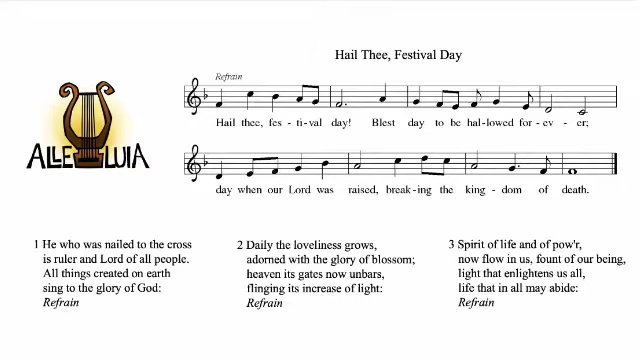 Hail Thee, Festival Day
Refrain
Hail thee, fes - ti - val day! Blest day to be hal - lowed for - ev - er;
day when our Lord was raised, break - ing the king - dom of death.
ALLELUIA
1 He who was nailed to the cross
is ruler and Lord of all people.
All things created on earth
sing to the glory of God:
Refrain
2 Daily the loveliness grows,
adorned with the glory of blossom;
heaven its gates now unbars,
flinging its increase of light:
Refrain
3 Spirit of life and of pow'r,
now flow in us, fount of our being,
light that enlightens us all,
life that in all may abide:
Refrain